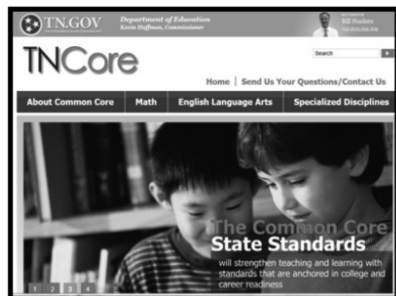 TN.GOV
Department of Education
Kevin Huffman, Commissioner
Bill Haslam
Search
TNCore
Home | Send Us Your Questions/Contact Us
About Common Core Math English Language Arts Specialized Disciplines
The Common Core
State Standards
will strengthen teaching and learning with
standards that are anchored in college and
career readiness
1 2 3 4